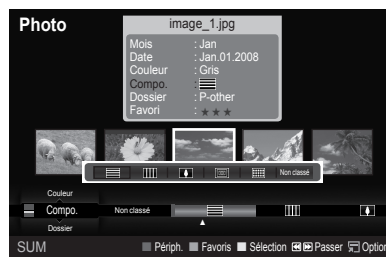 Photo
image_1.jpg
Mois : Jan
Date : Jan.01.2008
Couleur : Gris
Compo. :
Dossier : P-other
Favori : ★ ★ ★
Non classé
Couleur
Compo. Non classé
Dossier
SUM Périph. Favoris Sélection Passer Option